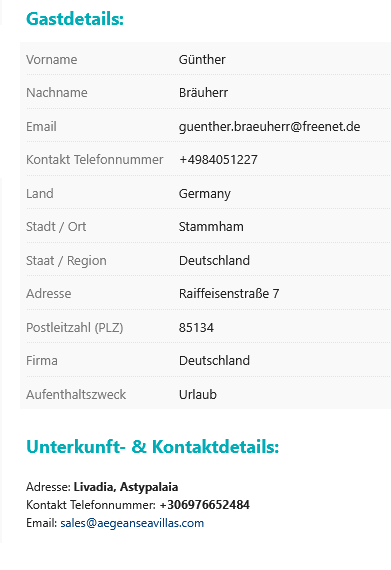 Gastdetails:
Vorname Günther
Nachname Bräuherr
Email guenther.braeuherr@freenet.de
Kontakt Telefonnummer +4984051227
Land Germany
Stadt / Ort Stammham
Staat / Region Deutschland
Adresse Raiffeisenstraße 7
Postleitzahl (PLZ) 85134
Firma Deutschland
Aufenthaltszweck Urlaub
Unterkunft- & Kontaktdetails:
Adresse: Livadia, Astypalaia
Kontakt Telefonnummer: +306976652484
Email: sales@aegeanseavillas.com